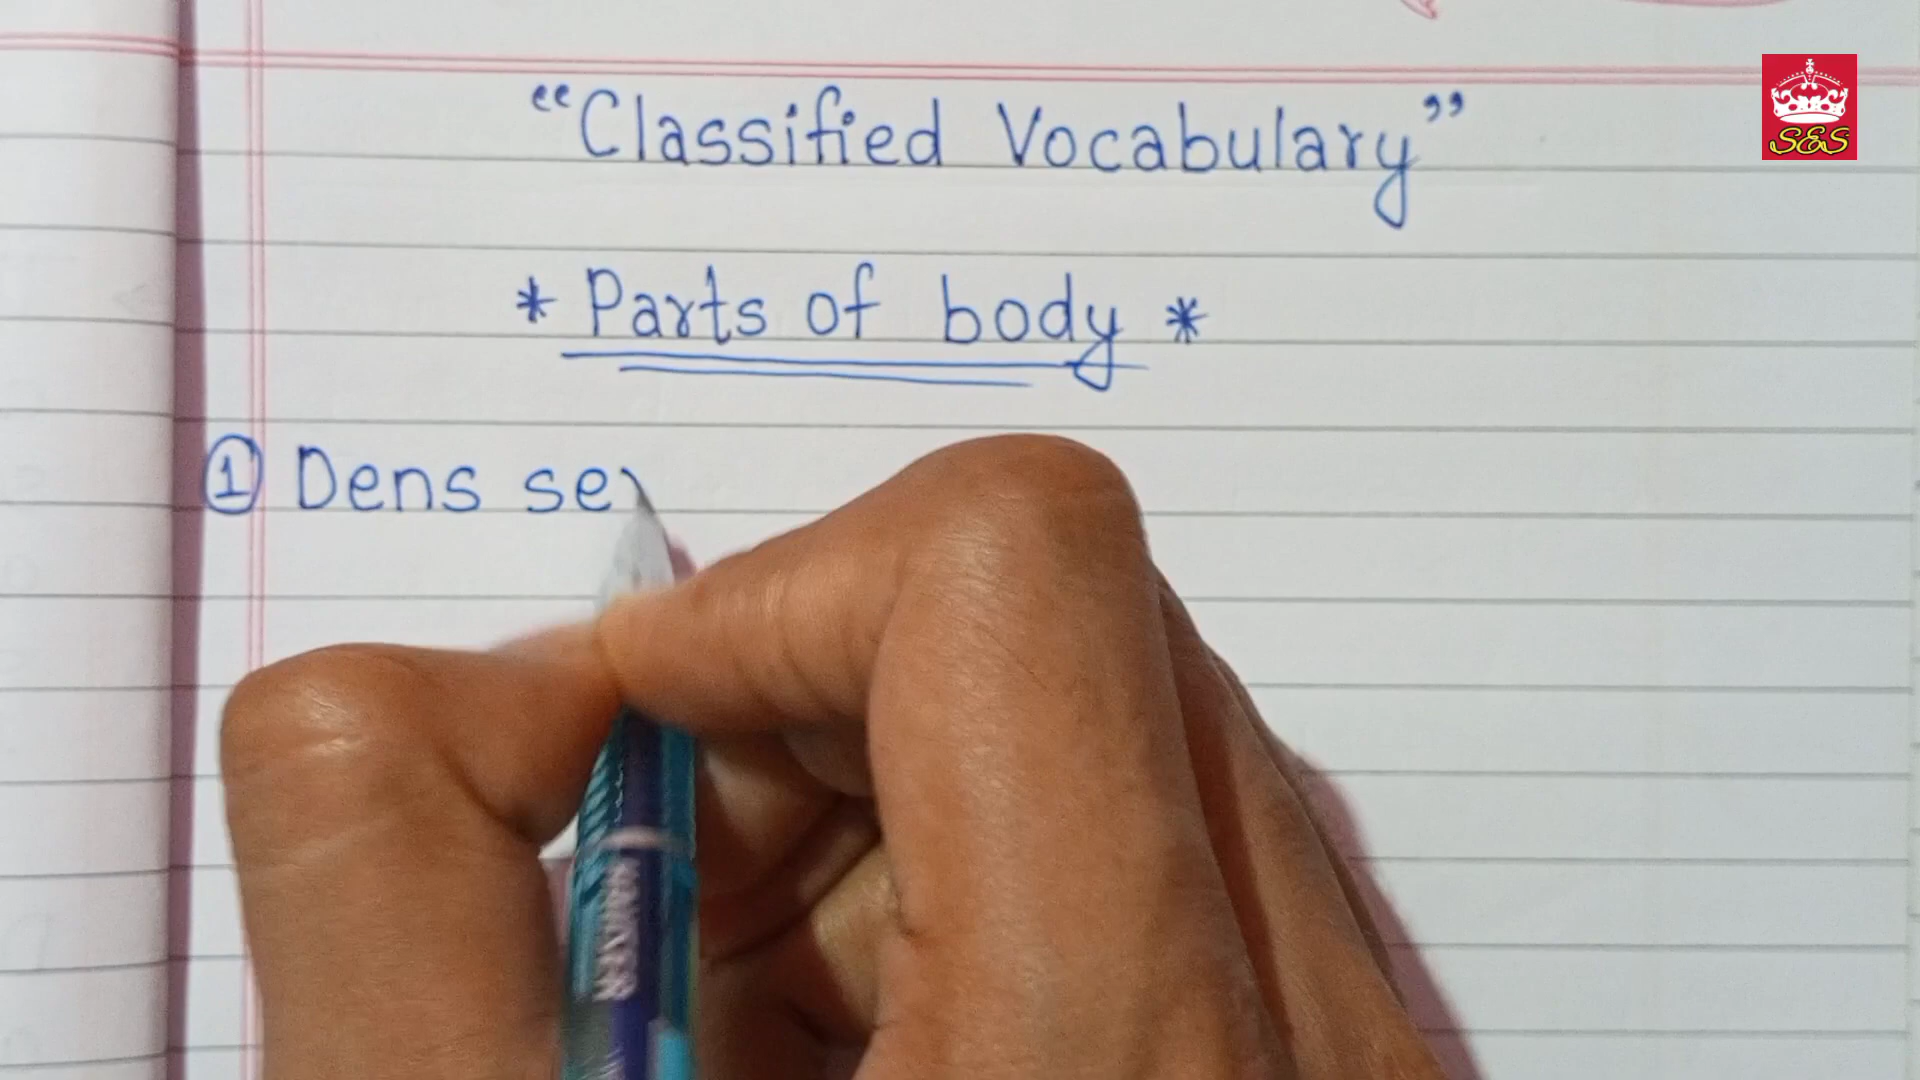 “Classified Vocabulary”
S&S
* Parts of body *
① Dens se